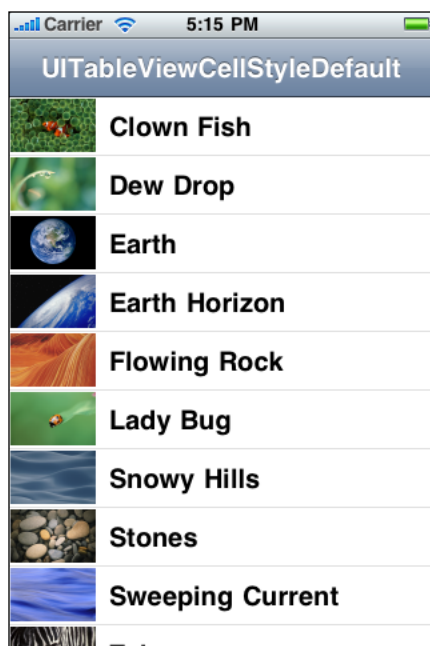 Carrier 5:15 PM
UITableViewCellStyleDefault
Clown Fish
Dew Drop
Earth
Earth Horizon
Flowing Rock
Lady Bug
Snowy Hills
Stones
Sweeping Current